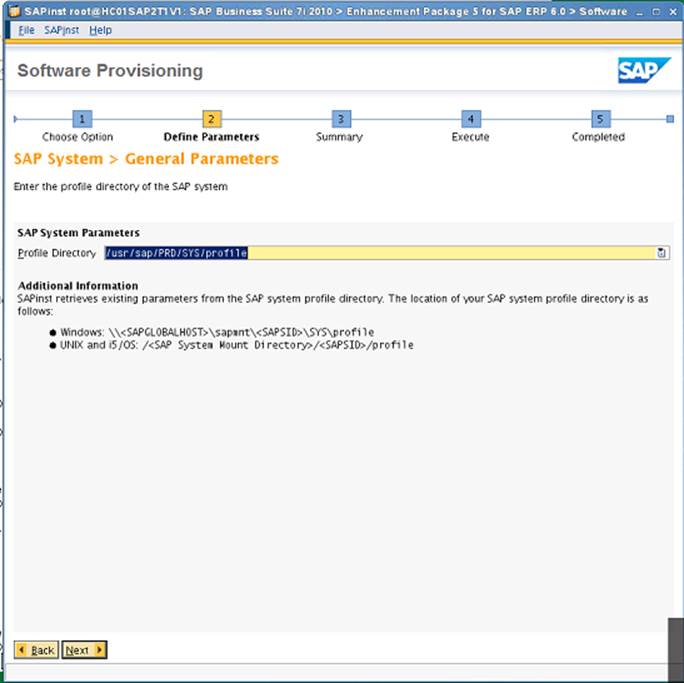 SAPinst root@HC01SAP2T1V1: SAP Business Suite 7i 2010 > Enhancement Package 5 for SAP ERP 6.0 > Software
File SAPinst Help
Software Provisioning
SAP
1 2 3 4 5
Choose Option Define Parameters Summary Execute Completed
SAP System > General Parameters
Enter the profile directory of the SAP system
SAP System Parameters
Profile Directory /usr/sap/PRD/SYS/profile
Additional Information
SAPinst retrieves existing parameters from the SAP system profile directory. The location of your SAP system profile directory is as
follows:
● Windows: \\<SAPGLOBALHOST>\sapmnt\<SAPSID>\SYS\profile
● UNIX and i5/OS: /<SAP System Mount Directory>/<SAPSID>/profile
Back Next